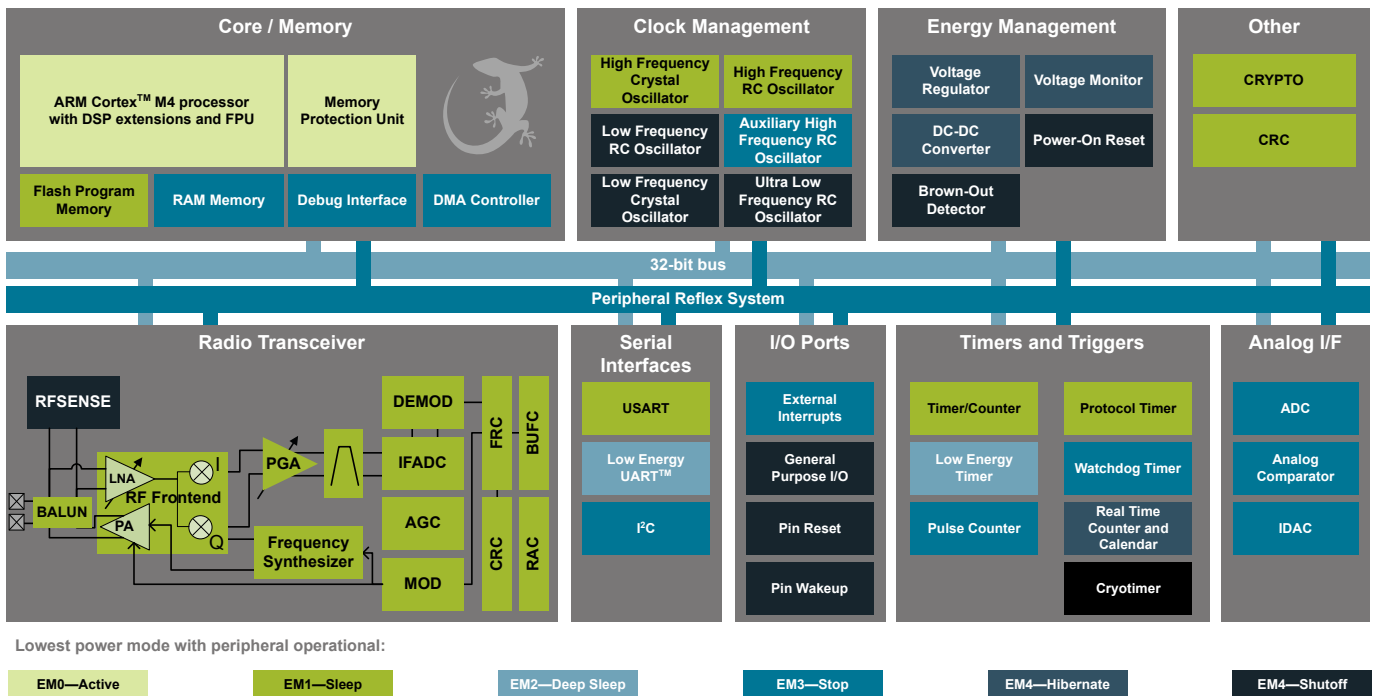 Core / Memory
ARM Cortex™ M4 processor
with DSP extensions and FPU
Memory
Protection Unit
Flash Program
Memory
RAM Memory
Debug Interface
DMA Controller
Clock Management
High Frequency
Crystal
Oscillator
High Frequency
RC Oscillator
Low Frequency
RC Oscillator
Auxiliary High
Frequency RC
Oscillator
Low Frequency
Crystal
Oscillator
Ultra Low
Frequency RC
Oscillator
Energy Management
Voltage
Regulator
Voltage Monitor
DC-DC
Converter
Power-On Reset
Brown-Out
Detector
Other
CRYPTO
CRC
32-bit bus
Peripheral Reflex System
Radio Transceiver
RFSENSE
BALUN
LNA
RF Frontend
PA
I
Q
PGA
Frequency
Synthesizer
DEMOD
IFADC
AGC
MOD
FRC
BUFC
CRC
RAC
Serial
Interfaces
USART
Low Energy
UART™
I²C
I/O Ports
External
Interrupts
General
Purpose I/O
Pin Reset
Pin Wakeup
Timers and Triggers
Timer/Counter
Protocol Timer
Low Energy
Timer
Watchdog Timer
Pulse Counter
Real Time
Counter and
Calendar
Cryotimer
Analog I/F
ADC
Analog
Comparator
IDAC
Lowest power mode with peripheral operational:
EM0—Active
EM1—Sleep
EM2—Deep Sleep
EM3—Stop
EM4—Hibernate
EM4—Shutoff